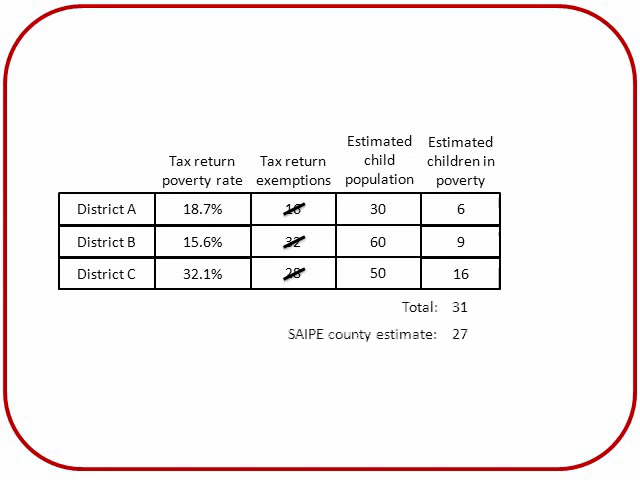 Estimated Estimated
Tax return Tax return child children in
poverty rate exemptions population poverty
District A 18.7% 16 30 6
District B 15.6% 32 60 9
District C 32.1% 28 50 16
Total: 31
SAIPE county estimate: 27